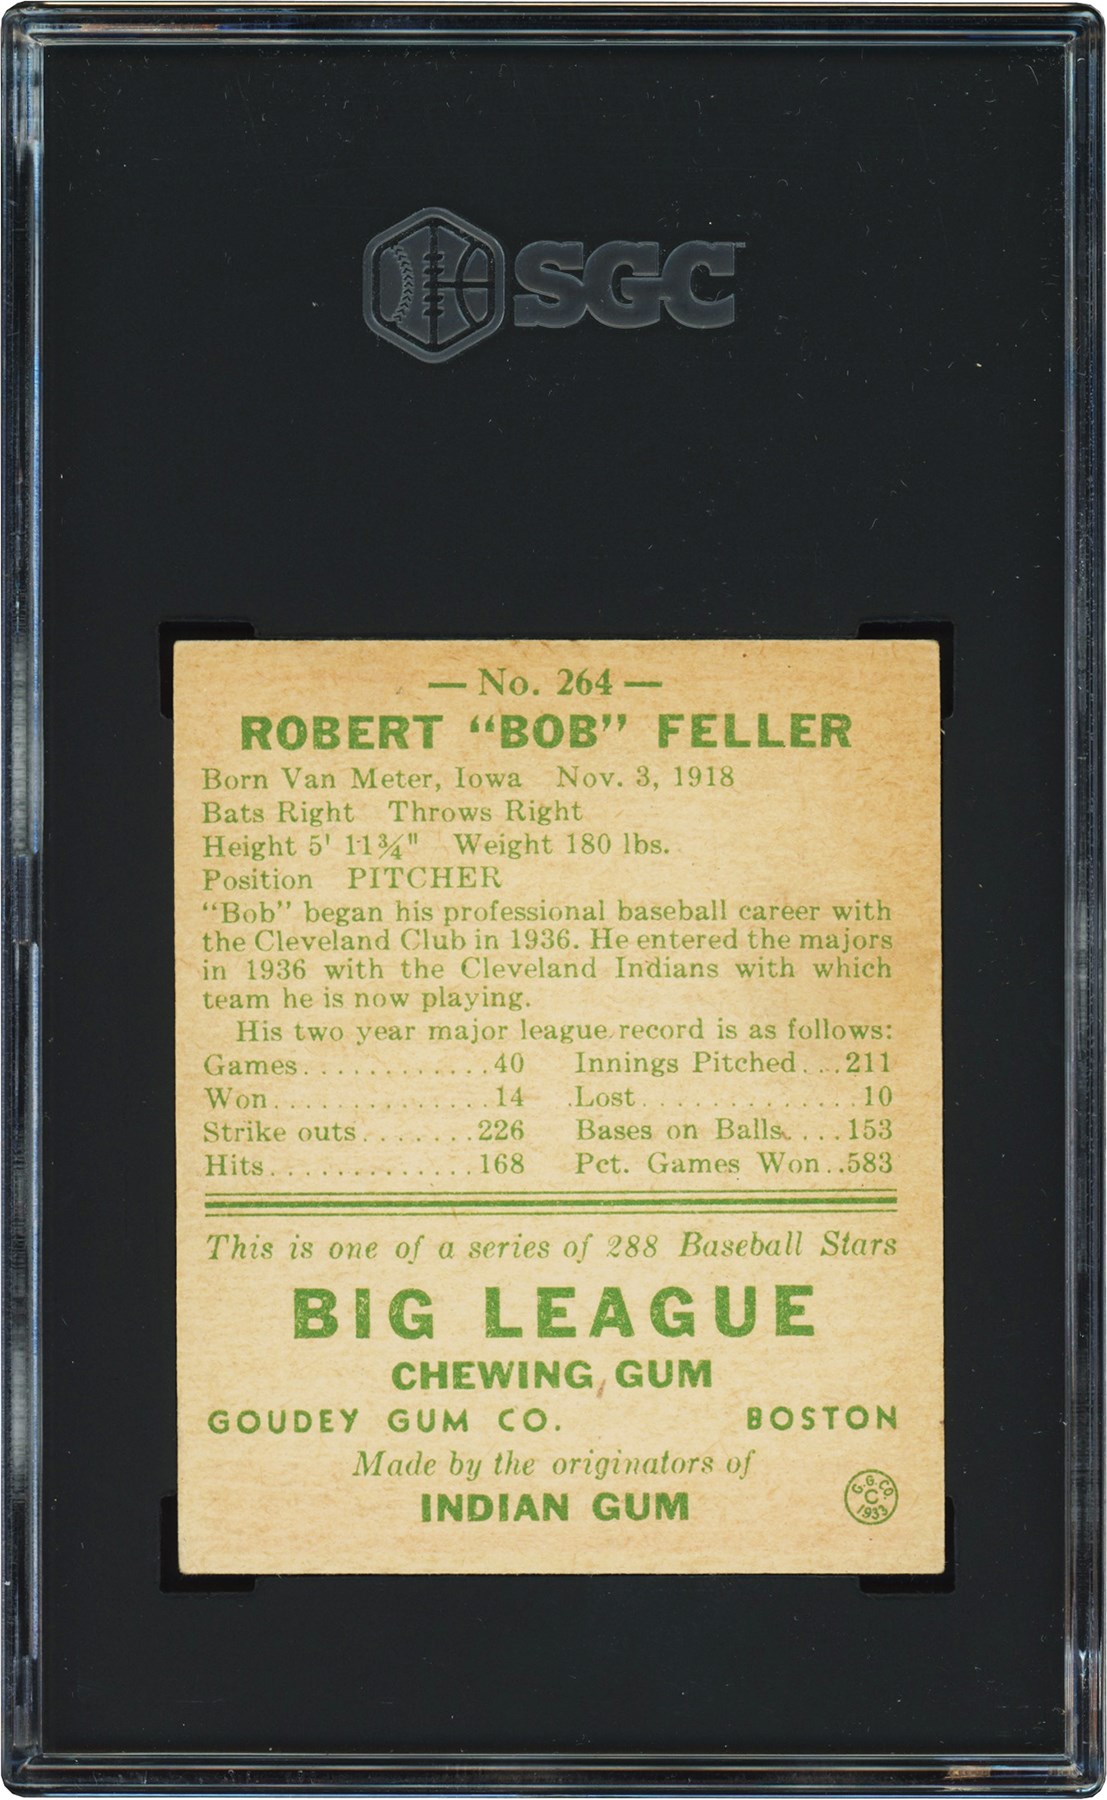 SGC
— No. 264 —
ROBERT "BOB" FELLER
Born Van Meter, Iowa Nov. 3, 1918
Bats Right Throws Right
Height 5' 11¾" Weight 180 lbs.
Position PITCHER
"Bob" began his professional baseball career with
the Cleveland Club in 1936. He entered the majors
in 1936 with the Cleveland Indians with which
team he is now playing.
His two year major league record is as follows:
Games............40 Innings Pitched....211
Won..............14 Lost.............10
Strike outs.......226 Bases on Balls....153
Hits.............168 Pct. Games Won..583
This is one of a series of 288 Baseball Stars
BIG LEAGUE
CHEWING GUM
GOUDEY GUM CO. BOSTON
Made by the originators of
INDIAN GUM
G.G.CO.
C
1933